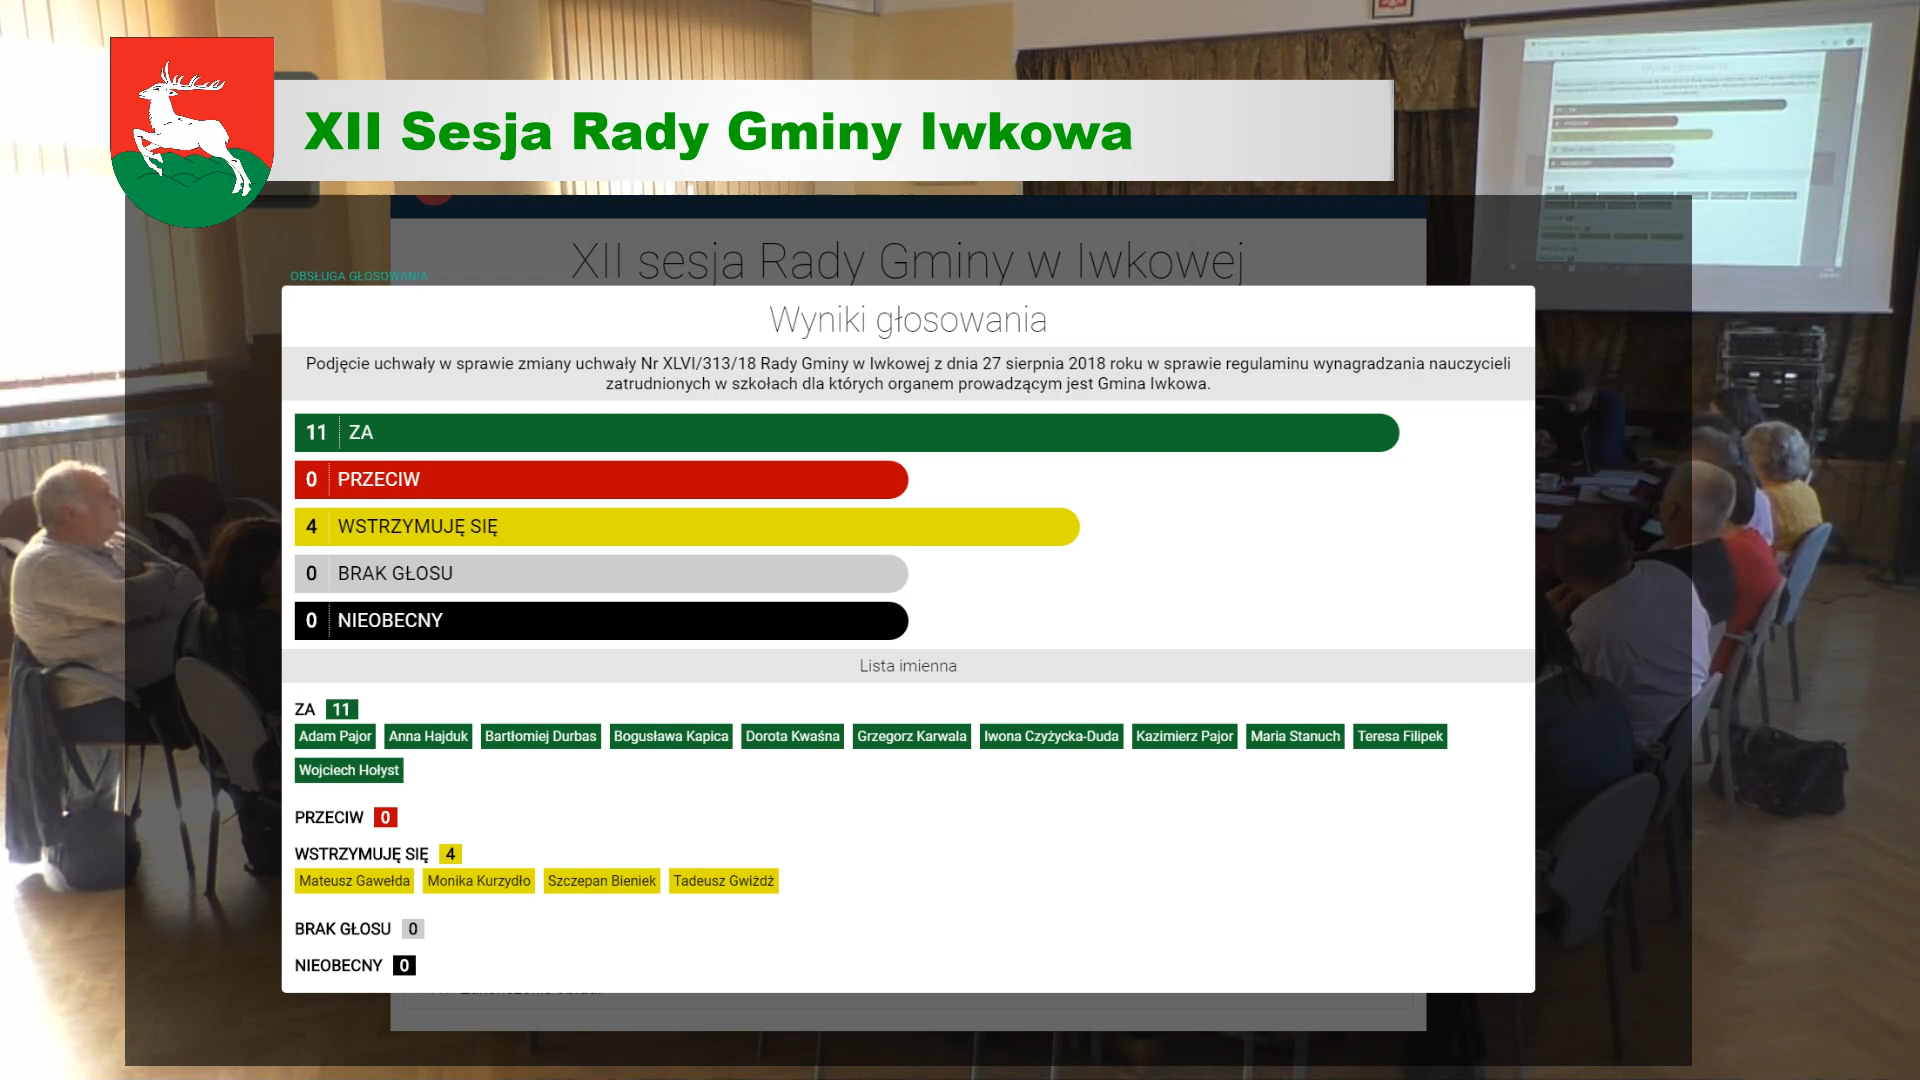 XII Sesja Rady Gminy Iwkowa
XII sesja Rady Gminy w Iwkowej
OBSŁUGA GŁOSOWANIA
Wyniki głosowania
Podjęcie uchwały w sprawie zmiany uchwały Nr XLVI/313/18 Rady Gminy w Iwkowej z dnia 27 sierpnia 2018 roku w sprawie regulaminu wynagradzania nauczycieli
zatrudnionych w szkołach dla których organem prowadzącym jest Gmina Iwkowa.
11 ZA
0 PRZECIW
4 WSTRZYMUJĘ SIĘ
0 BRAK GŁOSU
0 NIEOBECNY
Lista imienna
ZA 11
Adam Pajor Anna Hajduk Bartłomiej Durbas Bogusława Kapica Dorota Kwaśna Grzegorz Karwala Iwona Czyżycka-Duda Kazimierz Pajor Maria Stanuch Teresa Filipek
Wojciech Hołyst
PRZECIW 0
WSTRZYMUJĘ SIĘ 4
Mateusz Gawełda Monika Kurzydło Szczepan Bieniek Tadeusz Gwiżdż
BRAK GŁOSU 0
NIEOBECNY 0